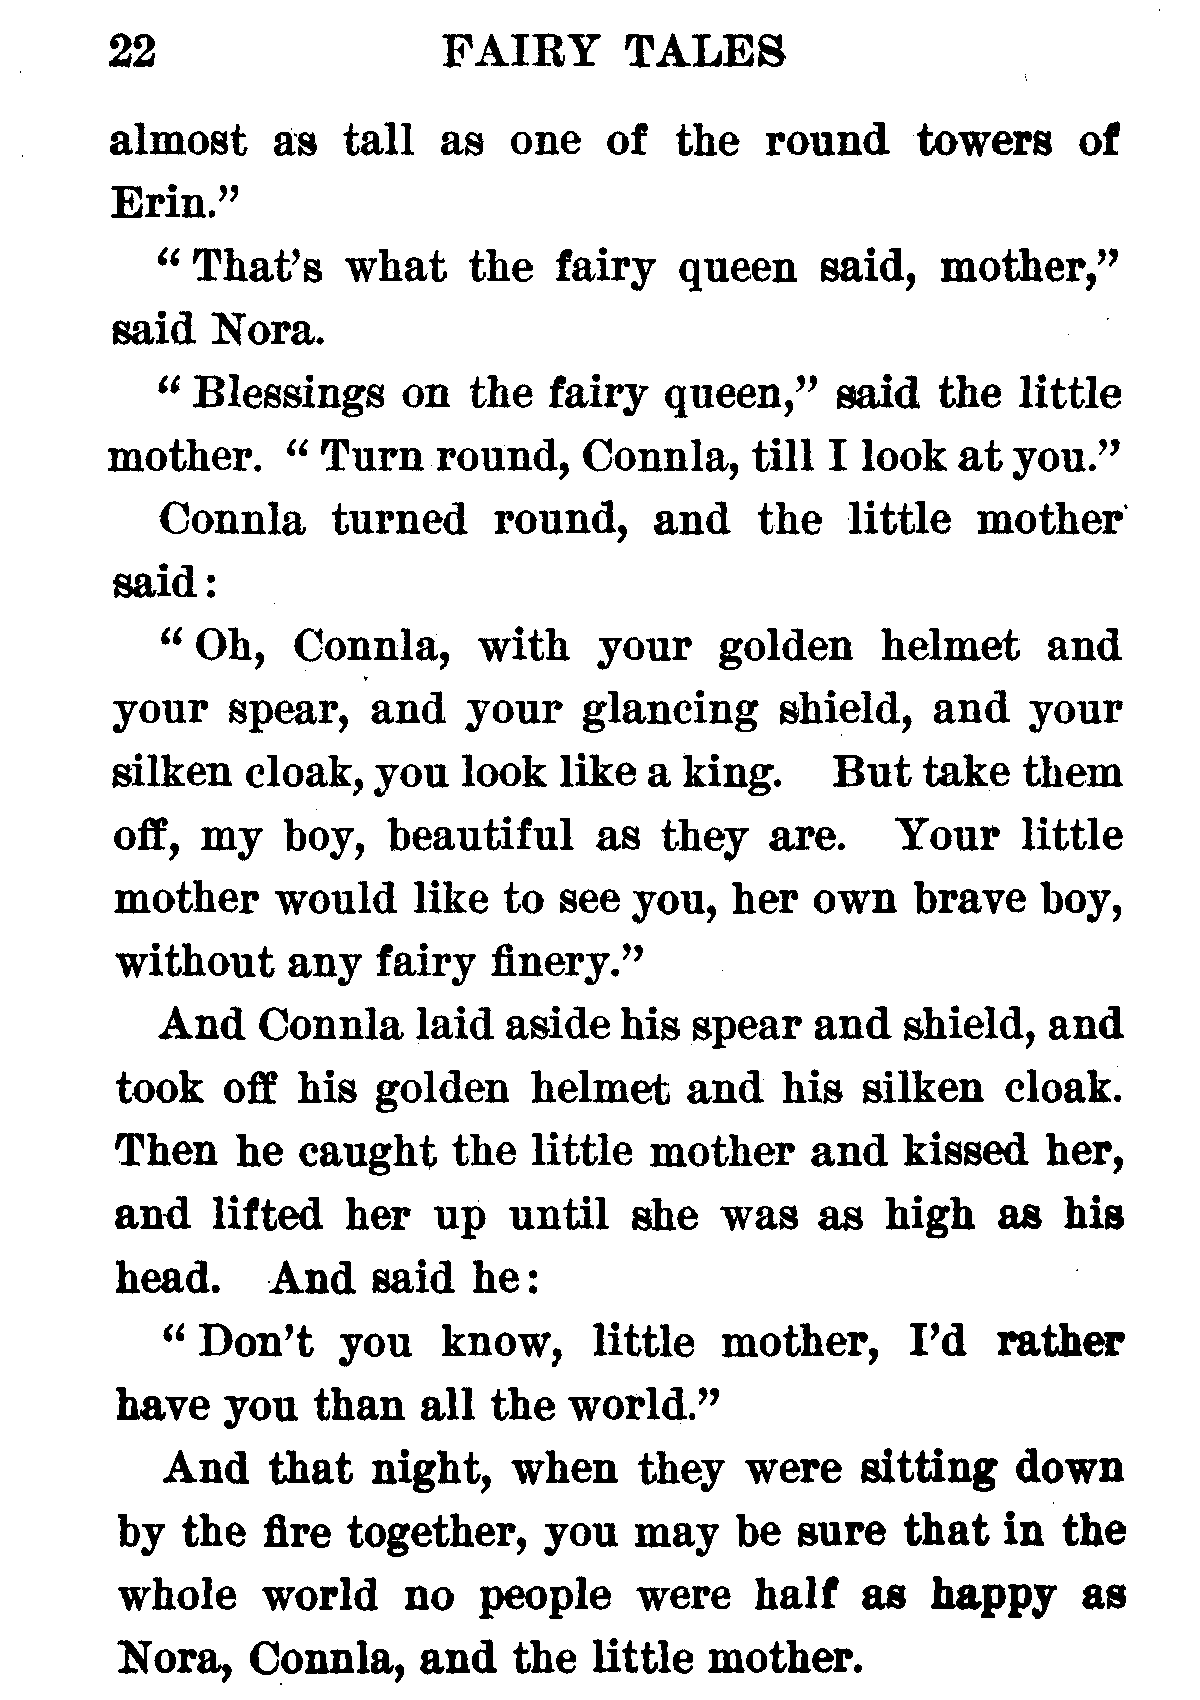 22 FAIRY TALES
almost as tall as one of the round towers of
Erin."
"That's what the fairy queen said, mother,"
said Nora.
"Blessings on the fairy queen," said the little
mother. "Turn round, Connla, till I look at you."
Connla turned round, and the little mother
said:
"Oh, Connla, with your golden helmet and
your spear, and your glancing shield, and your
silken cloak, you look like a king. But take them
off, my boy, beautiful as they are. Your little
mother would like to see you, her own brave boy,
without any fairy finery."
And Connla laid aside his spear and shield, and
took off his golden helmet and his silken cloak.
Then he caught the little mother and kissed her,
and lifted her up until she was as high as his
head. And said he:
"Don't you know, little mother, I'd rather
have you than all the world."
And that night, when they were sitting down
by the fire together, you may be sure that in the
whole world no people were half as happy as
Nora, Connla, and the little mother.